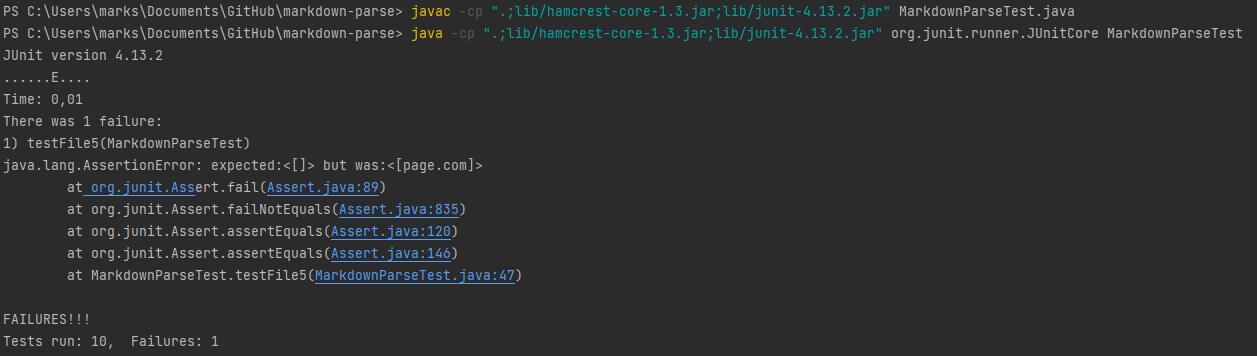 PS C:\Users\marks\Documents\GitHub\markdown-parse> javac -cp ".;lib/hamcrest-core-1.3.jar;lib/junit-4.13.2.jar" MarkdownParseTest.java
PS C:\Users\marks\Documents\GitHub\markdown-parse> java -cp ".;lib/hamcrest-core-1.3.jar;lib/junit-4.13.2.jar" org.junit.runner.JUnitCore MarkdownParseTest
JUnit version 4.13.2
......E....
Time: 0,01
There was 1 failure:
1) testFile5(MarkdownParseTest)
java.lang.AssertionError: expected:<[]> but was:<[page.com]>
        at org.junit.Assert.fail(Assert.java:89)
        at org.junit.Assert.failNotEquals(Assert.java:835)
        at org.junit.Assert.assertEquals(Assert.java:120)
        at org.junit.Assert.assertEquals(Assert.java:146)
        at MarkdownParseTest.testFile5(MarkdownParseTest.java:47)

FAILURES!!!
Tests run: 10,  Failures: 1